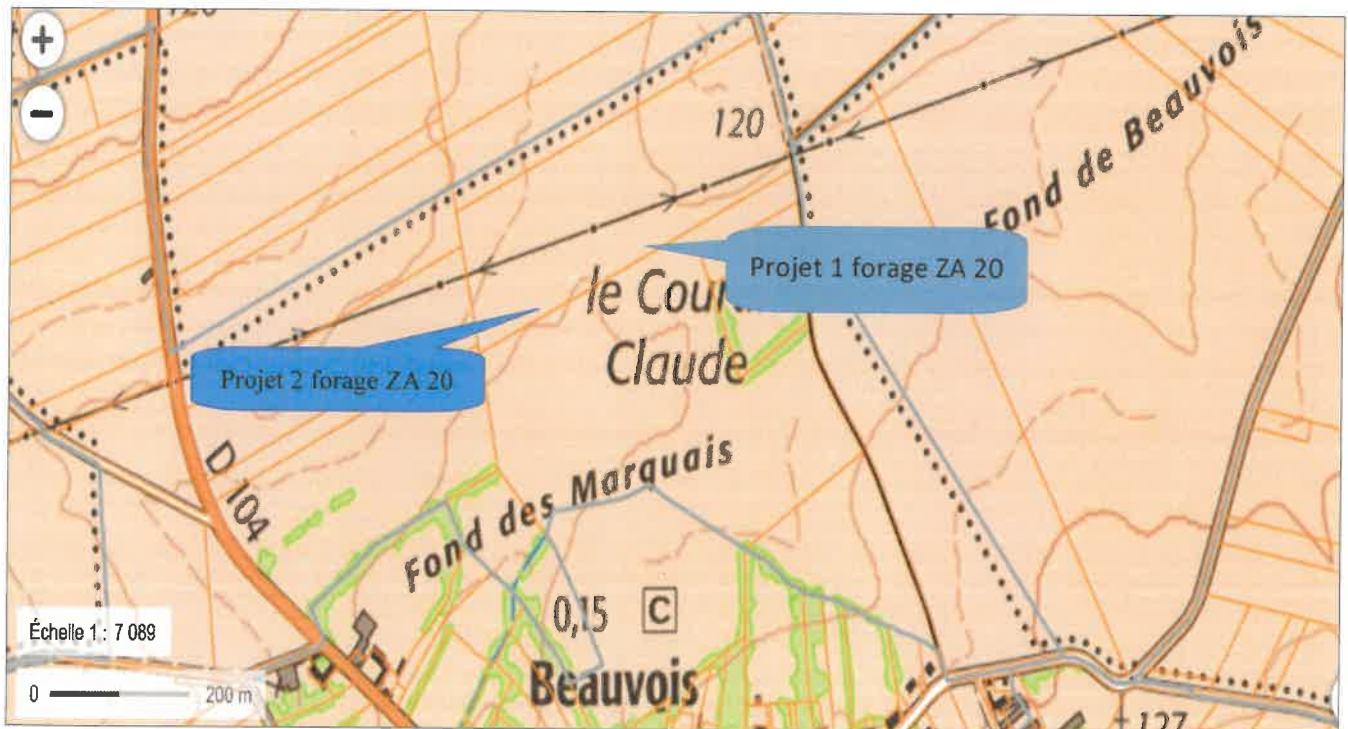 +
−
120
Fond de Beauvois
Projet 1 forage ZA 20
le Cour
Claude
Projet 2 forage ZA 20
D 104
Fond des Marquais
0,15
C
Échelle 1 : 7 089
0
200 m
Beauvois
127